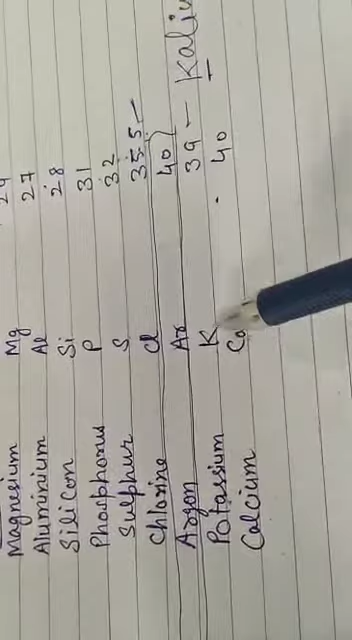 Magnesium Mg 24
Aluminium Al 27
Silicon Si 28
Phosphorus P 31
Sulphur S 32
Chlorine Cl 35.5 —
Argon Ar 40
Potassium K 39 — Kaliu
Calcium Ca 40